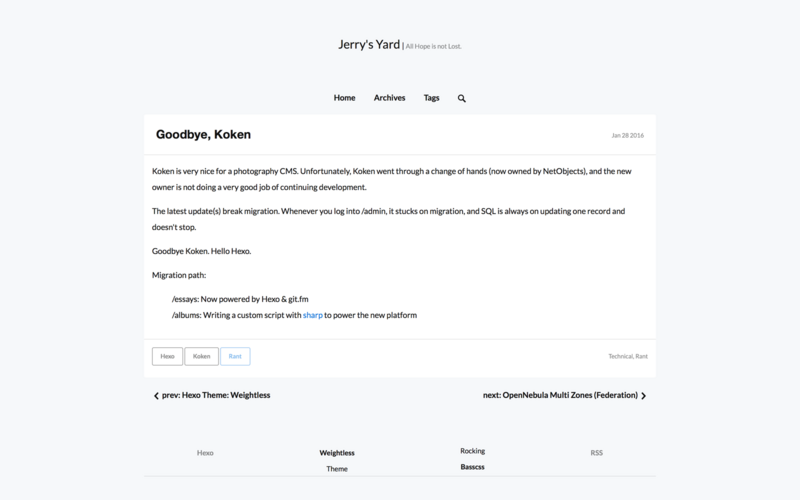 Jerry's Yard | All Hope is not Lost.
Home Archives Tags
Goodbye, Koken Jan 28 2016
Koken is very nice for a photography CMS. Unfortunately, Koken went through a change of hands (now owned by NetObjects), and the new
owner is not doing a very good job of continuing development.
The latest update(s) break migration. Whenever you log into /admin, it stucks on migration, and SQL is always on updating one record and
doesn't stop.
Goodbye Koken. Hello Hexo.
Migration path:
/essays: Now powered by Hexo & git.fm
/albums: Writing a custom script with sharp to power the new platform
Hexo Koken Rant Technical, Rant
prev: Hexo Theme: Weightless next: OpenNebula Multi Zones (Federation)
Hexo Weightless Rocking RSS
Theme Basscss